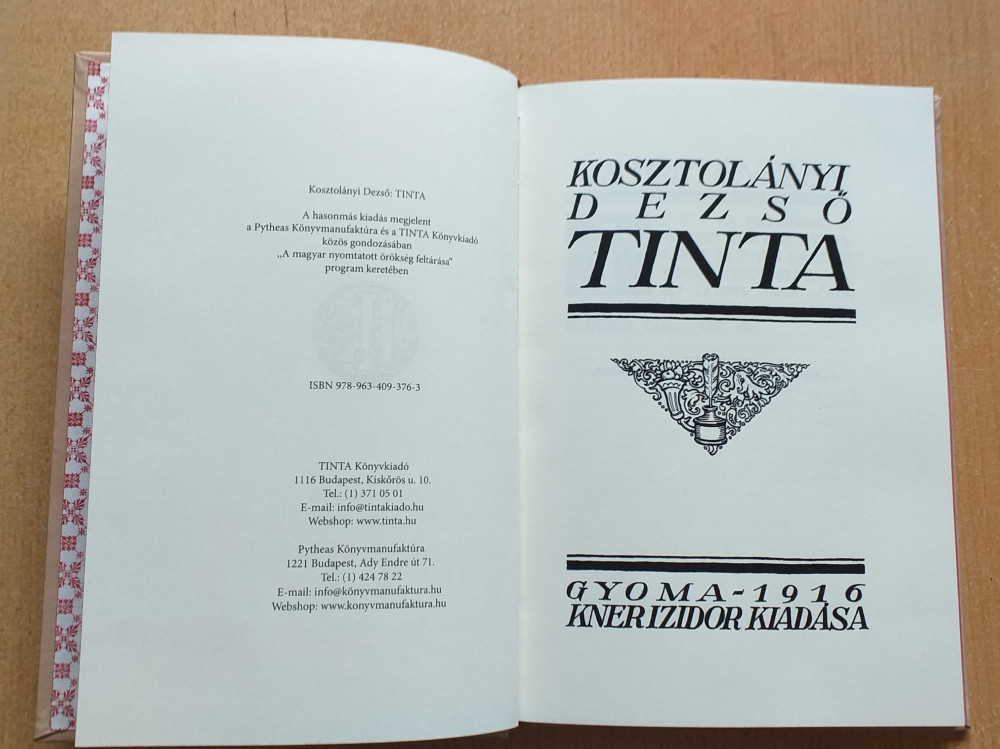 Kosztolányi Dezső: TINTA
A hasonmás kiadás megjelent
a Pytheas Könyvmanufaktúra és a TINTA Könyvkiadó
közös gondozásában
„A magyar nyomtatott örökség feltárása”
program keretében
ISBN 978-963-409-376-3
TINTA Könyvkiadó
1116 Budapest, Kiskőrös u. 10.
Tel.: (1) 371 05 01
E-mail: info@tintakiado.hu
Webshop: www.tinta.hu
Pytheas Könyvmanufaktúra
1221 Budapest, Ady Endre út 71.
Tel.: (1) 424 78 22
E-mail: info@könyvmanufaktura.hu
Webshop: www.konyvmanufaktura.hu
KOSZTOLÁNYI
DEZSŐ
TINTA
GYOMA-1916
KNER IZIDOR KIADÁSA